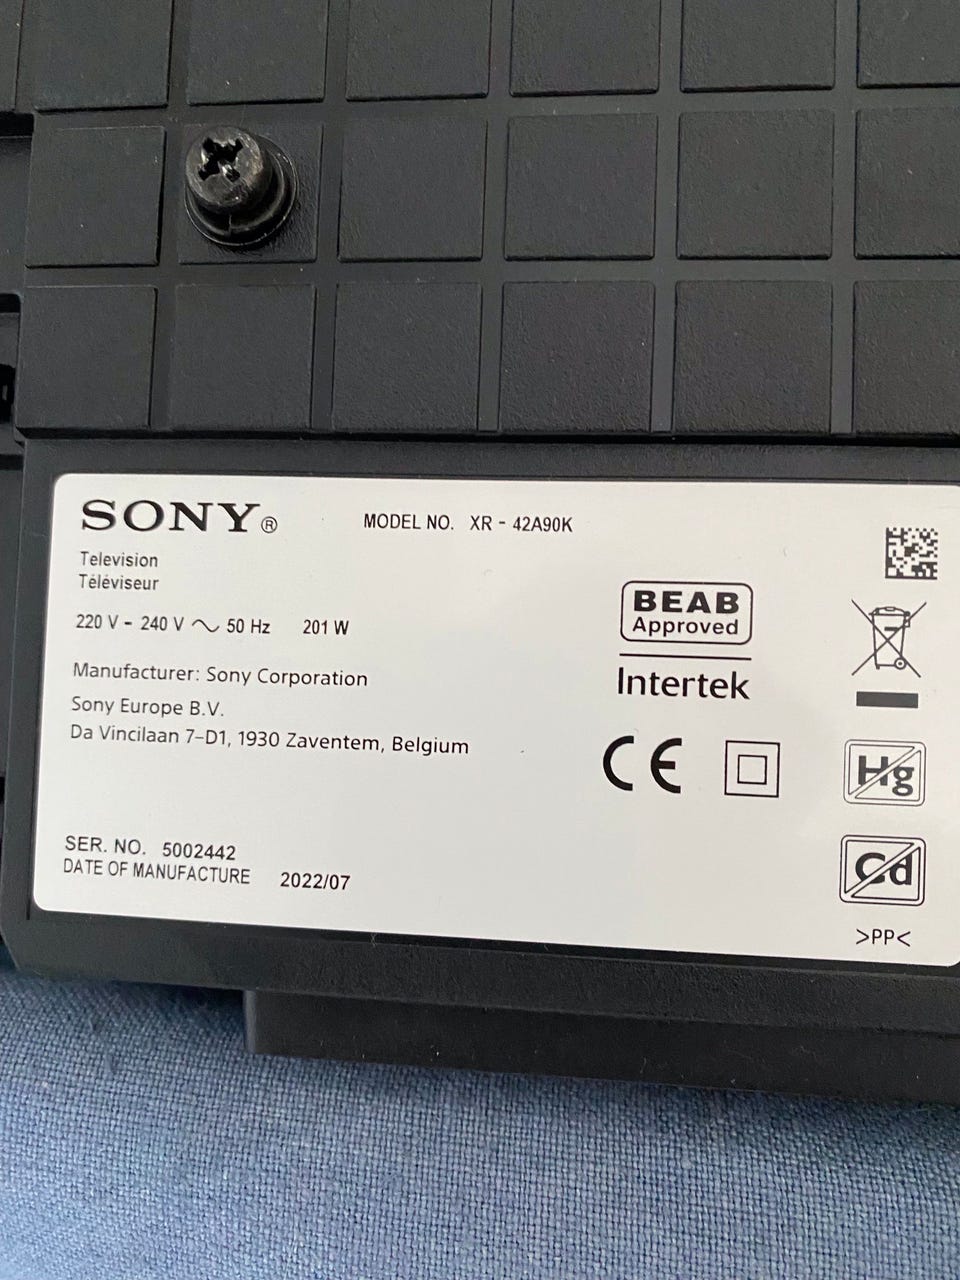 SONY®
MODEL NO. XR - 42A90K
Television
Téléviseur
220 V - 240 V ~ 50 Hz 201 W
Manufacturer: Sony Corporation
Sony Europe B.V.
Da Vincilaan 7-D1, 1930 Zaventem, Belgium
SER. NO. 5002442
DATE OF MANUFACTURE 2022/07
BEAB
Approved
Intertek
CE
Hg
Cd
>PP<